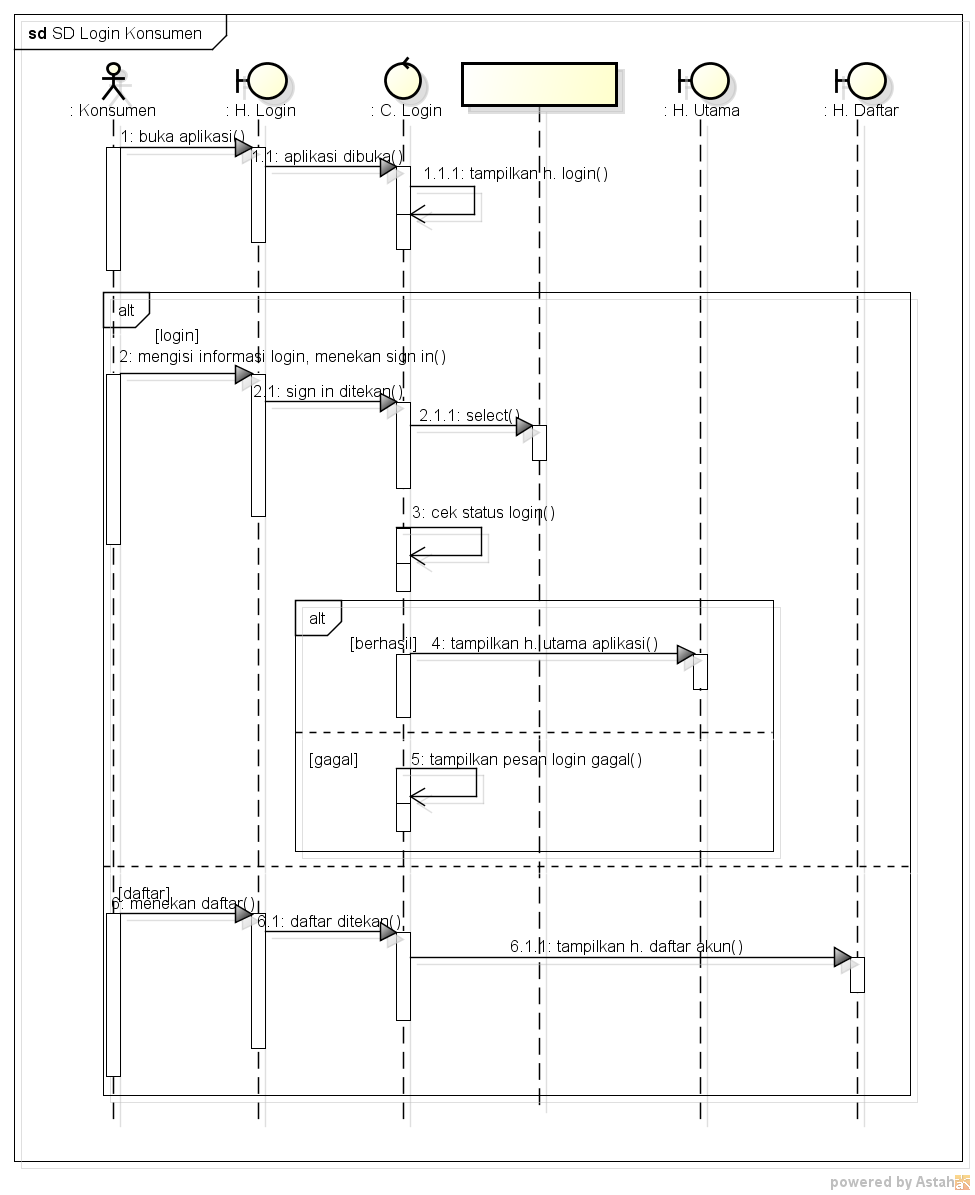 sd SD Login Konsumen
: Konsumen
: H. Login
: C. Login
: H. Utama
: H. Daftar
1: buka aplikasi()
1.1: aplikasi dibuka()
1.1.1: tampilkan h. login()
alt
[login]
2: mengisi informasi login, menekan sign in()
2.1: sign in ditekan()
2.1.1: select()
3: cek status login()
alt
[berhasil]
4: tampilkan h. utama aplikasi()
[gagal]
5: tampilkan pesan login gagal()
[daftar]
6: menekan daftar()
6.1: daftar ditekan()
6.1.1: tampilkan h. daftar akun()
powered by Astah